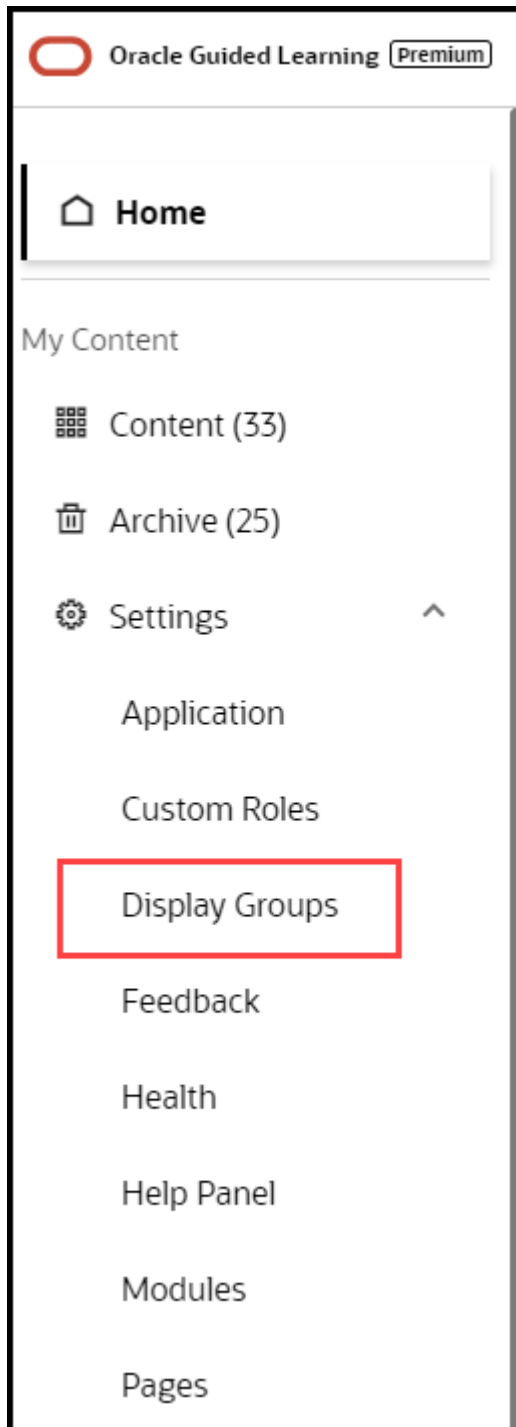 Oracle Guided Learning Premium
Home
My Content
Content (33)
Archive (25)
Settings
Application
Custom Roles
Display Groups
Feedback
Health
Help Panel
Modules
Pages